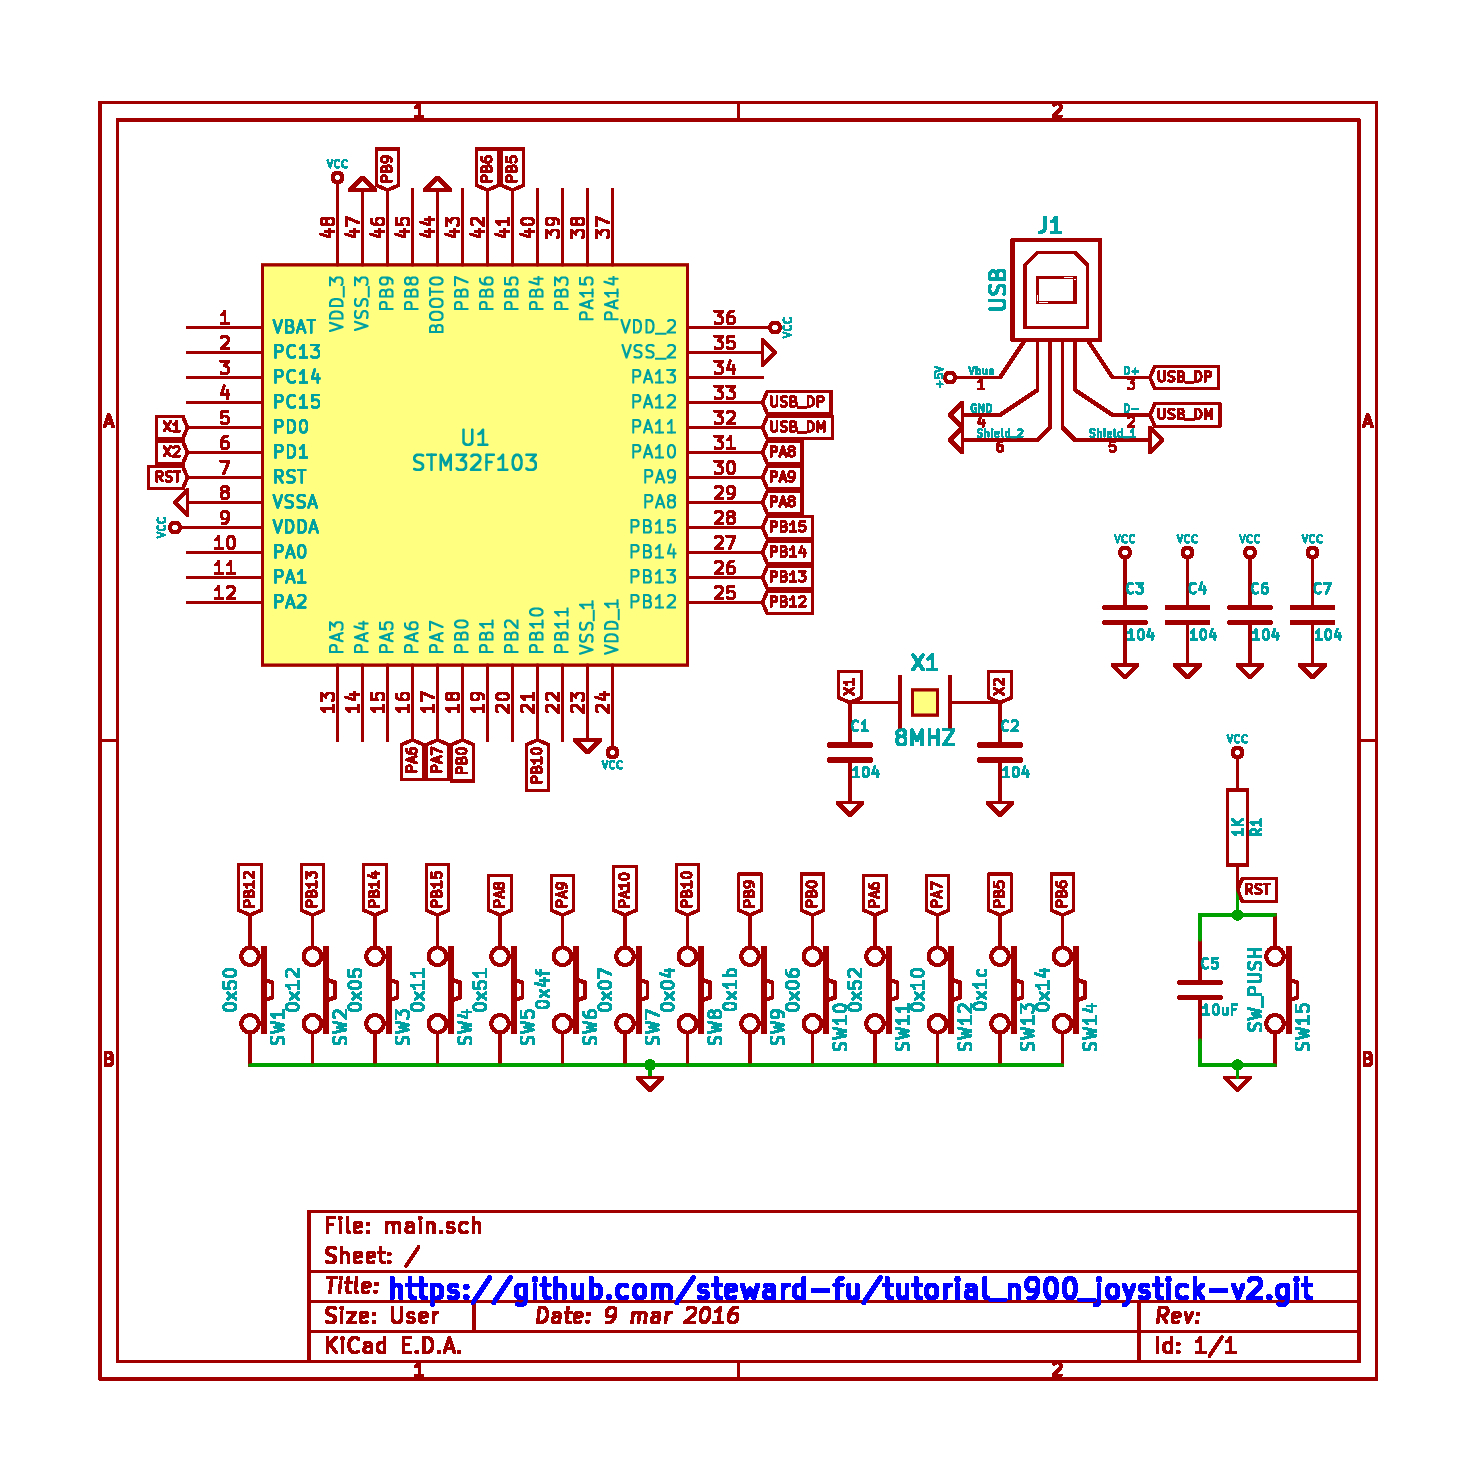 1 2
A A
B B
1 2
VCC PB9 PB6 PB5
48 47 46 45 44 43 42 41 40 39 38 37
VDD_3 VSS_3 PB9 PB8 BOOT0 PB7 PB6 PB5 PB4 PB3 PA15 PA14
1 VBAT
2 PC13
3 PC14
4 PC15
X1 5 PD0
X2 6 PD1
RST 7 RST
8 VSSA
VCC 9 VDDA
10 PA0
11 PA1
12 PA2
U1
STM32F103
VDD_2 36 VCC
VSS_2 35
PA13 34
PA12 33 USB_DP
PA11 32 USB_DM
PA10 31 PA8
PA9 30 PA9
PA8 29 PA8
PB15 28 PB15
PB14 27 PB14
PB13 26 PB13
PB12 25 PB12
PA3 PA4 PA5 PA6 PA7 PB0 PB1 PB2 PB10 PB11 VSS_1 VDD_1
13 14 15 16 17 18 19 20 21 22 23 24
PA6 PA7 PB0 PB10 VCC
J1
USB
+5V Vbus 1
GND 4
Shield_2 6
D+ 3 USB_DP
D- 2 USB_DM
Shield_1 5
VCC VCC VCC VCC
C3 C4 C6 C7
104 104 104 104
X1 X1 X2
C1 8MHZ C2
104 104
VCC
1K R1
RST
C5
10uF
SW_PUSH
SW15
PB12 PB13 PB14 PB15 PA8 PA9 PA10 PB10 PB9 PB0 PA6 PA7 PB5 PB6
0x50 0x12 0x05 0x11 0x51 0x4f 0x07 0x04 0x1b 0x06 0x52 0x10 0x1c 0x14
SW1 SW2 SW3 SW4 SW5 SW6 SW7 SW8 SW9 SW10 SW11 SW12 SW13 SW14
File: main.sch
Sheet: /
Title: https://github.com/steward-fu/tutorial_n900_joystick-v2.git
Size: User Date: 9 mar 2016 Rev:
KiCad E.D.A. Id: 1/1